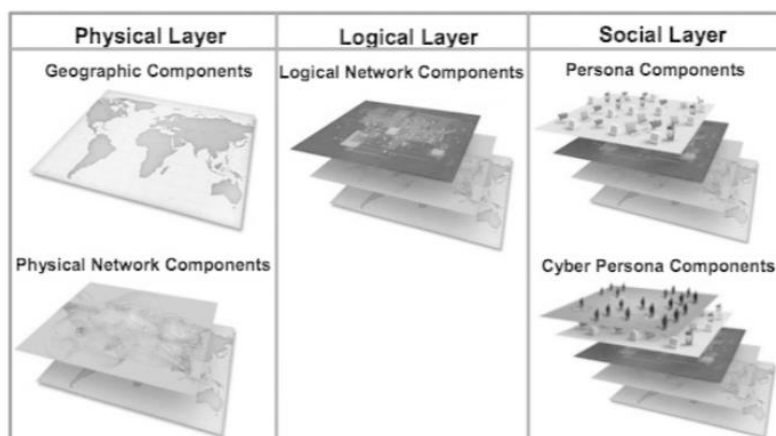 Physical Layer
Geographic Components
Physical Network Components
Logical Layer
Logical Network Components
Social Layer
Persona Components
Cyber Persona Components